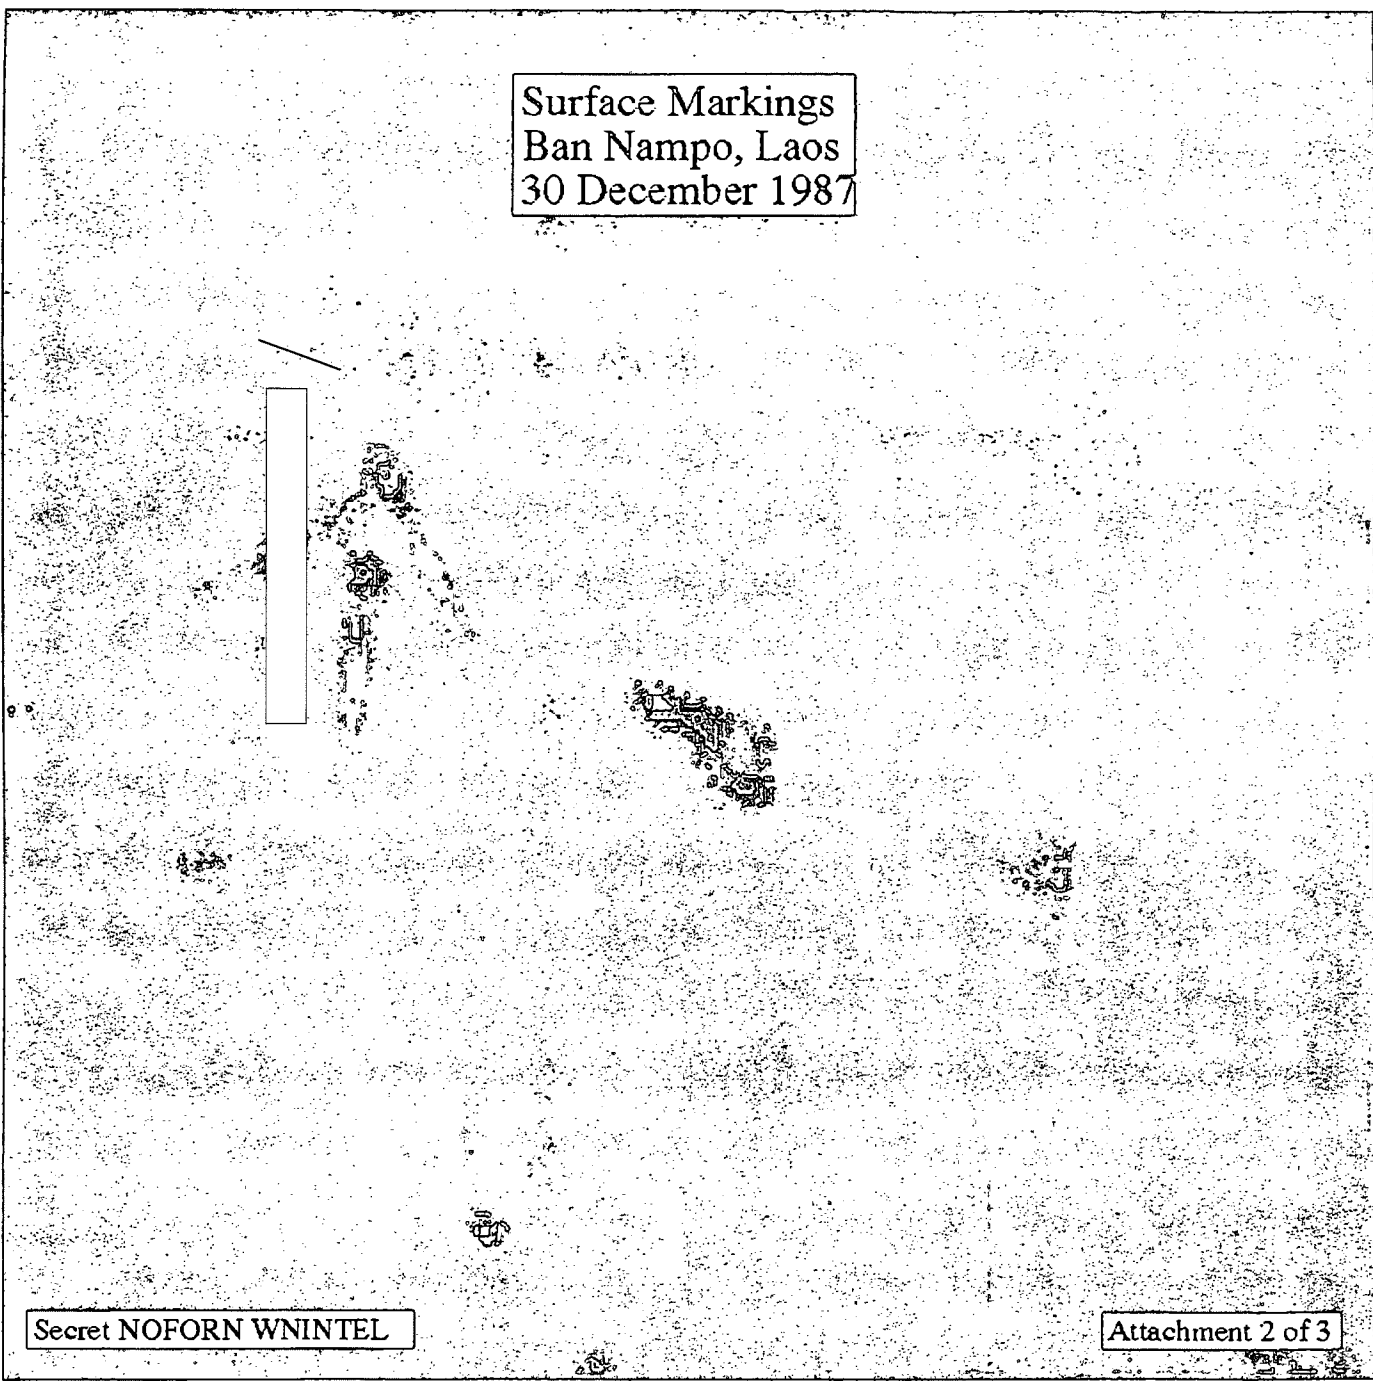 Surface Markings
Ban Nampo, Laos
30 December 1987
Secret NOFORN WNINTEL
Attachment 2 of 3